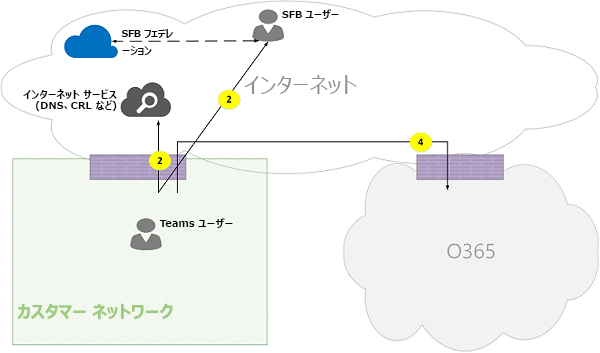 SFB フェデレ
ーション
SFB ユーザー
インターネット
インターネット サービス
(DNS、CRL など)
2
2
4
Teams ユーザー
O365
カスタマー ネットワーク